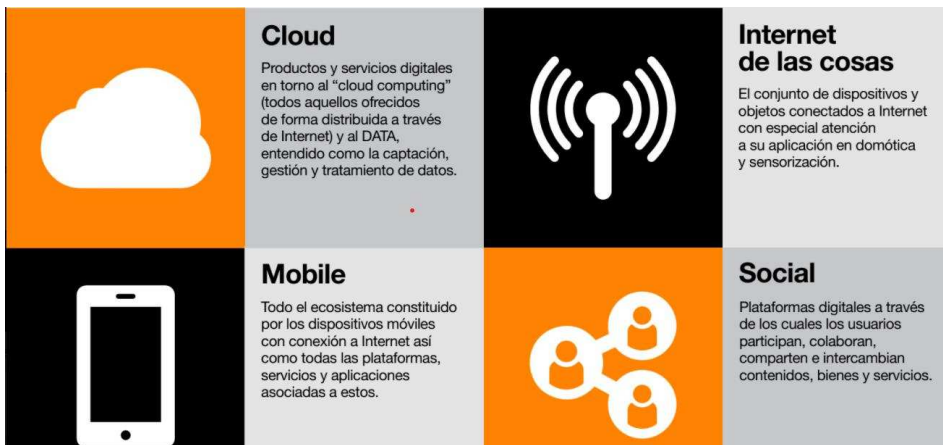 Cloud
Productos y servicios digitales
en torno al “cloud computing”
(todos aquellos ofrecidos
de forma distribuida a través
de Internet) y al DATA,
entendido como la captación,
gestión y tratamiento de datos.
Internet
de las cosas
El conjunto de dispositivos y
objetos conectados a Internet
con especial atención
a su aplicación en domótica
y sensorización.
Mobile
Todo el ecosistema constituido
por los dispositivos móviles
con conexión a Internet así
como todas las plataformas,
servicios y aplicaciones
asociadas a estos.
Social
Plataformas digitales a través
de los cuales los usuarios
participan, colaboran,
comparten e intercambian
contenidos, bienes y servicios.